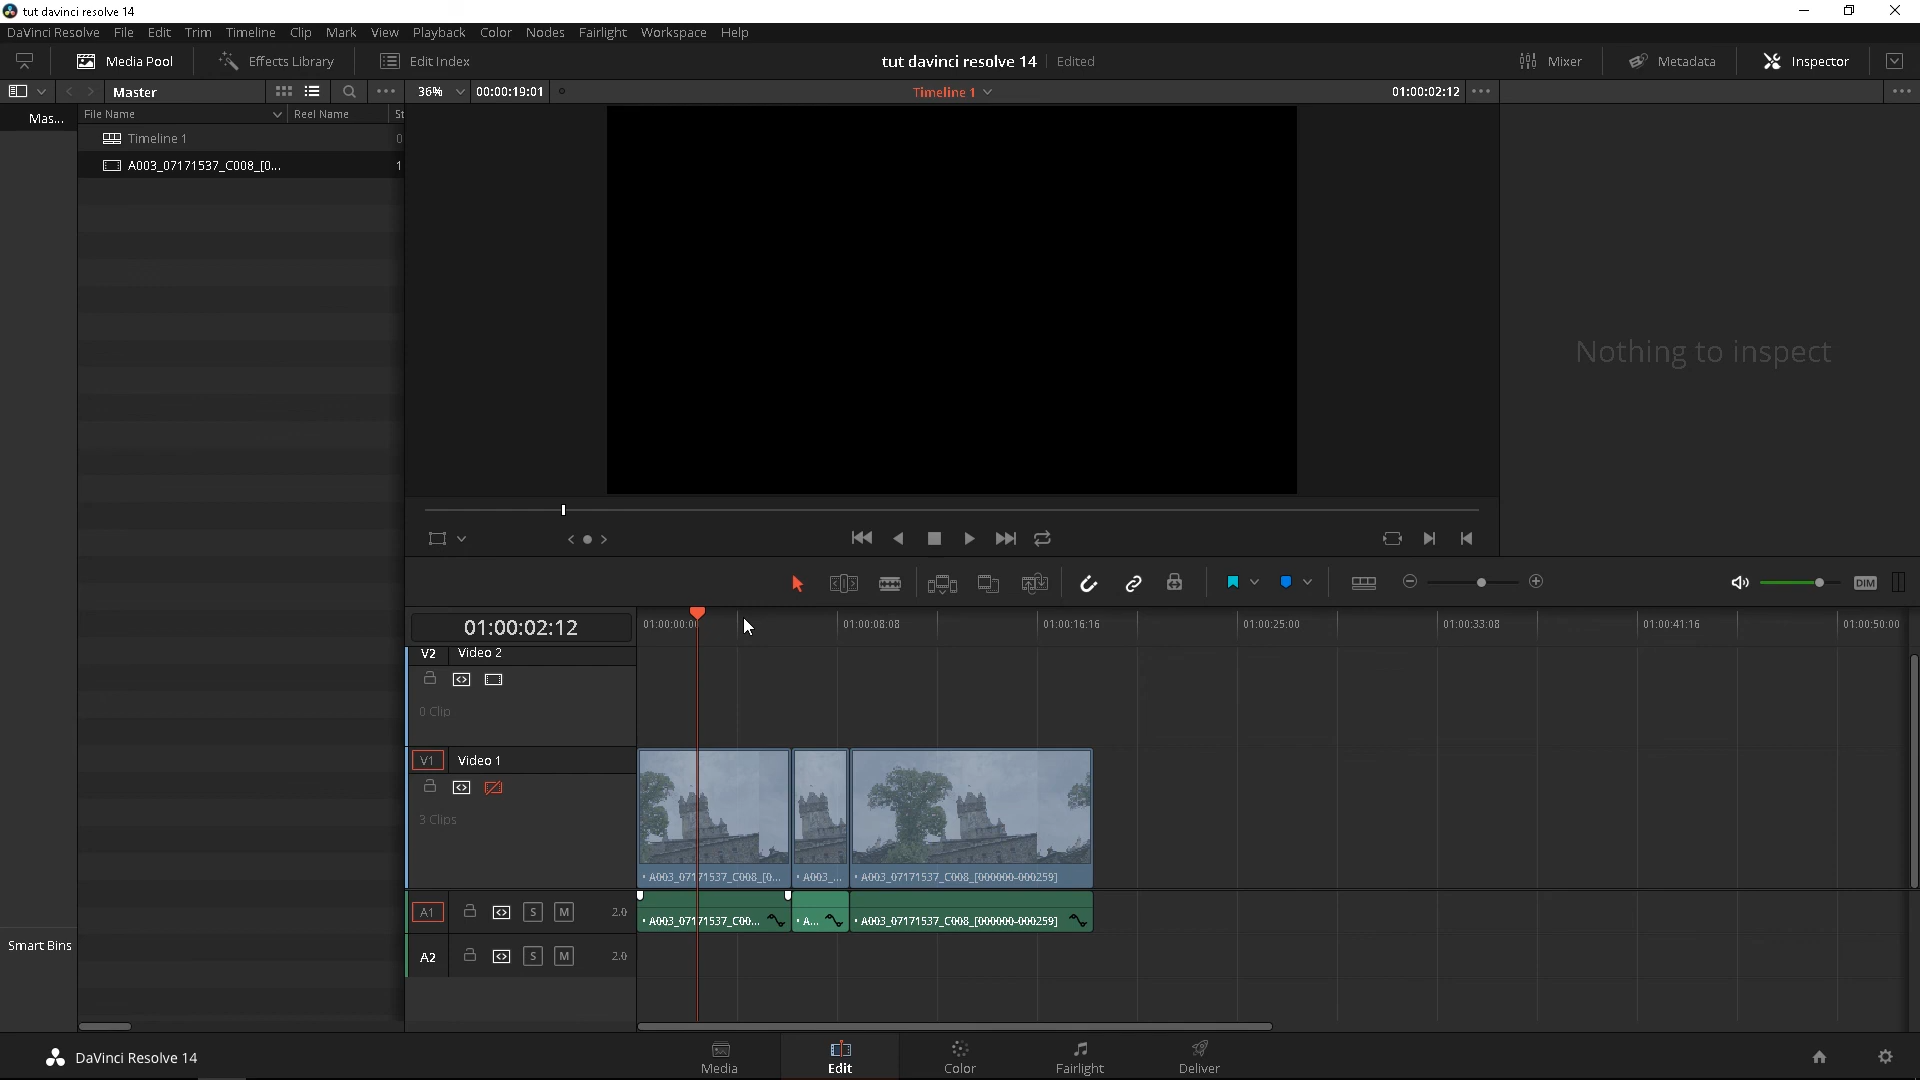 tut davinci resolve 14
DaVinci Resolve File Edit Trim Timeline Clip Mark View Playback Color Nodes Fairlight Workspace Help
Media Pool Effects Library Edit Index tut davinci resolve 14 Edited Mixer Metadata Inspector
Master 36% 00:00:19:01 Timeline 1 01:00:02:12
Mas... File Name Reel Name St
Timeline 1 0
A003_07171537_C008_[0... 1
Nothing to inspect
DIM
01:00:02:12 01:00:00:0 01:00:08:08 01:00:16:16 01:00:25:00 01:00:33:08 01:00:41:16 01:00:50:00
V2 Video 2
0 Clip
V1 Video 1
3 Clips
• A003_07171537_C008_[0... • A003_... • A003_07171537_C008_[000000-000259]
A1 S M 2.0 • A003_07171537_C00... • A... • A003_07171537_C008_[000000-000259]
Smart Bins
A2 S M 2.0
DaVinci Resolve 14 Media Edit Color Fairlight Deliver